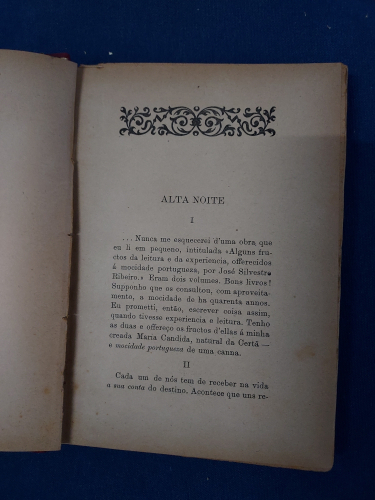 ALTA NOITE
I
... Nunca me esquecerei d'uma obra que
eu li em pequeno, intitulada «Alguns fru-
ctos da leitura e da experiencia, offerecidos
á mocidade portugueza, por José Silvestre
Ribeiro.» Eram dois volumes. Bons livros!
Supponho que os consultou, com aproveita-
mento, a mocidade de ha quarenta annos.
Eu prometti, então, escrever coisa assim,
quando tivesse experiencia e leitura. Tenho
as duas e offereço os fructos d'ellas á minha
creada Maria Candida, natural da Certã —
a mocidade portugueza de uma canna.
II
Cada um de nós tem de receber na vida
a sua conta do destino. Acontece que uns re-